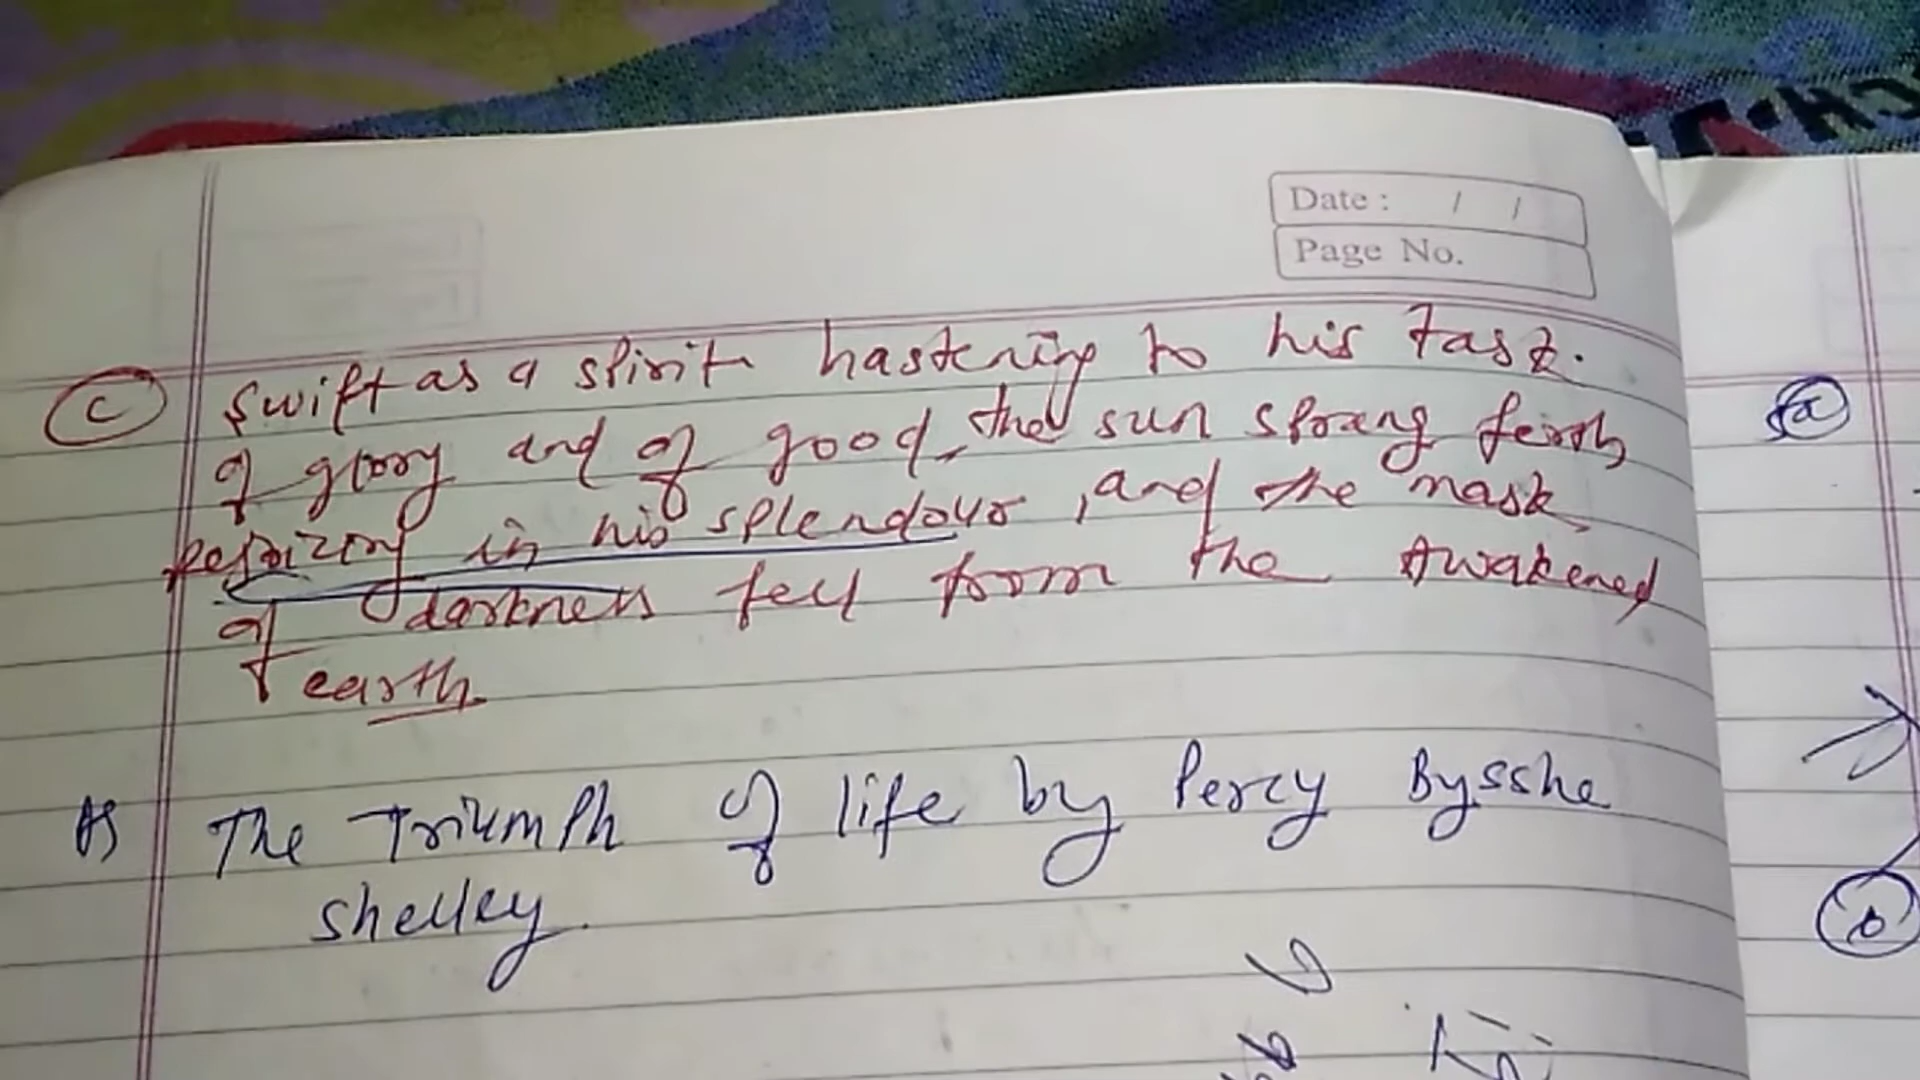 Date : / /
Page No.
(C) Swift as a spirit hastening to his task.
of glory and of good, the sun sprang forth
in his splendour, and the mask
of darkness fell from the Awakened
earth.
A) The Triumph of life by Percy Bysshe
shelley.
(a)
(b)